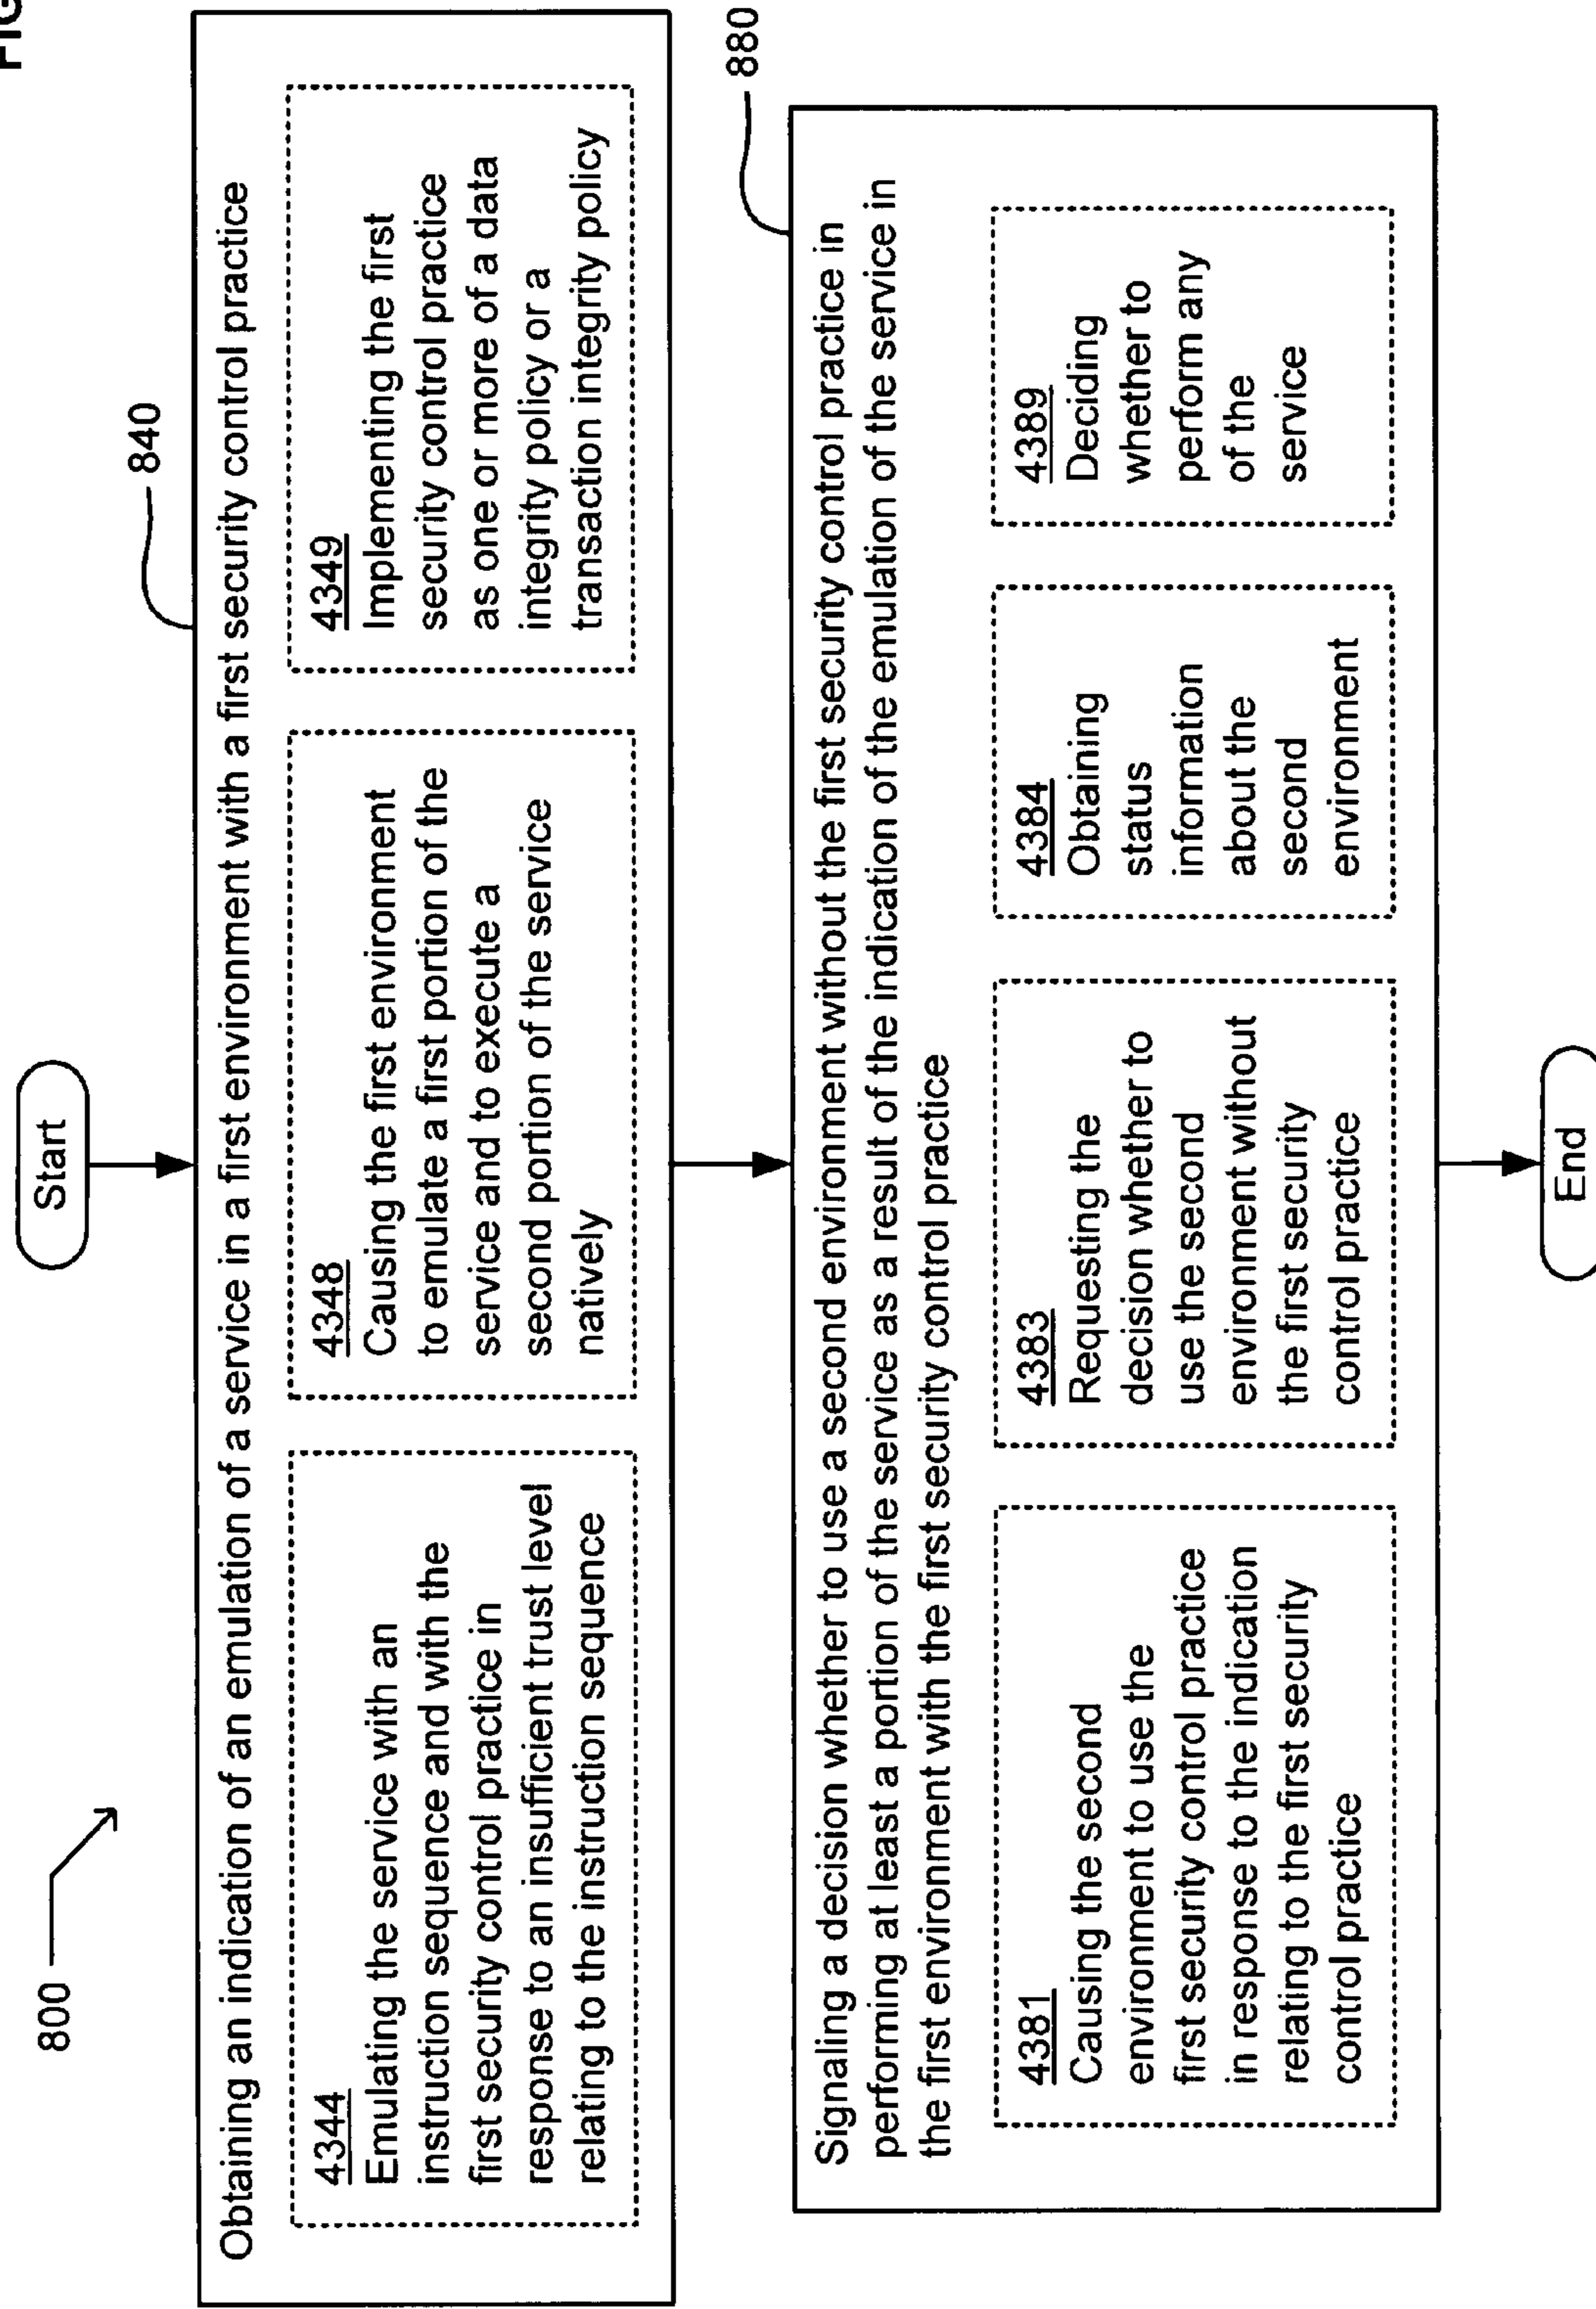 FIG
800
Start
840
Obtaining an indication of an emulation of a service in a first environment with a first security control practice
4344
Emulating the service with an
instruction sequence and with the
first security control practice in
response to an insufficient trust level
relating to the instruction sequence
4348
Causing the first environment
to emulate a first portion of the
service and to execute a
second portion of the service
natively
4349
Implementing the first
security control practice
as one or more of a data
integrity policy or a
transaction integrity policy
880
Signaling a decision whether to use a second environment without the first security control practice in
performing at least a portion of the service as a result of the indication of the emulation of the service in
the first environment with the first security control practice
4381
Causing the second
environment to use the
first security control practice
in response to the indication
relating to the first security
control practice
4383
Requesting the
decision whether to
use the second
environment without
the first security
control practice
4384
Obtaining
status
information
about the
second
environment
4389
Deciding
whether to
perform any
of the
service
End